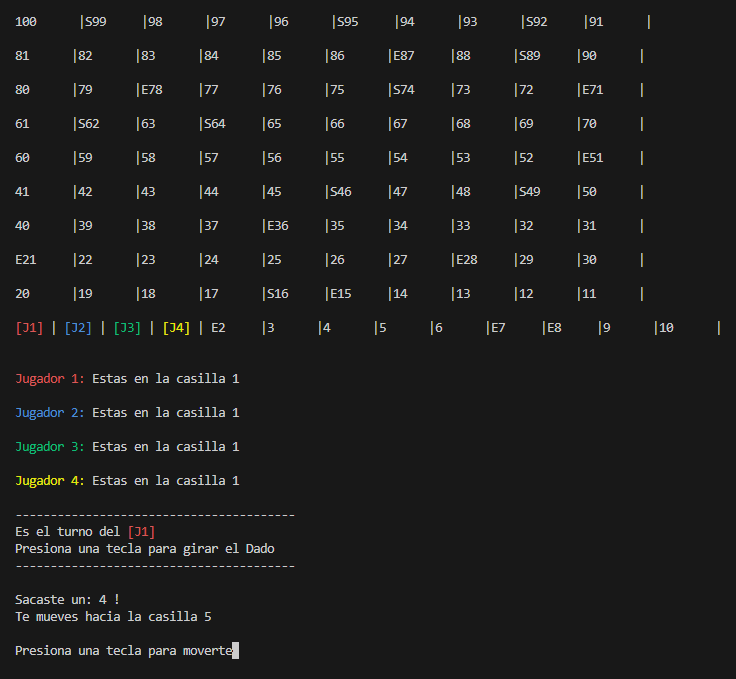 100 |S99 |98 |97 |96 |S95 |94 |93 |S92 |91 |
81 |82 |83 |84 |85 |86 |E87 |88 |S89 |90 |
80 |79 |E78 |77 |76 |75 |S74 |73 |72 |E71 |
61 |S62 |63 |S64 |65 |66 |67 |68 |69 |70 |
60 |59 |58 |57 |56 |55 |54 |53 |52 |E51 |
41 |42 |43 |44 |45 |S46 |47 |48 |S49 |50 |
40 |39 |38 |37 |E36 |35 |34 |33 |32 |31 |
E21 |22 |23 |24 |25 |26 |27 |E28 |29 |30 |
20 |19 |18 |17 |S16 |E15 |14 |13 |12 |11 |
[J1] | [J2] | [J3] | [J4] | E2 |3 |4 |5 |6 |E7 |E8 |9 |10 |
Jugador 1: Estas en la casilla 1
Jugador 2: Estas en la casilla 1
Jugador 3: Estas en la casilla 1
Jugador 4: Estas en la casilla 1
----------------------------------------
Es el turno del [J1]
Presiona una tecla para girar el Dado
----------------------------------------
Sacaste un: 4 !
Te mueves hacia la casilla 5
Presiona una tecla para moverte